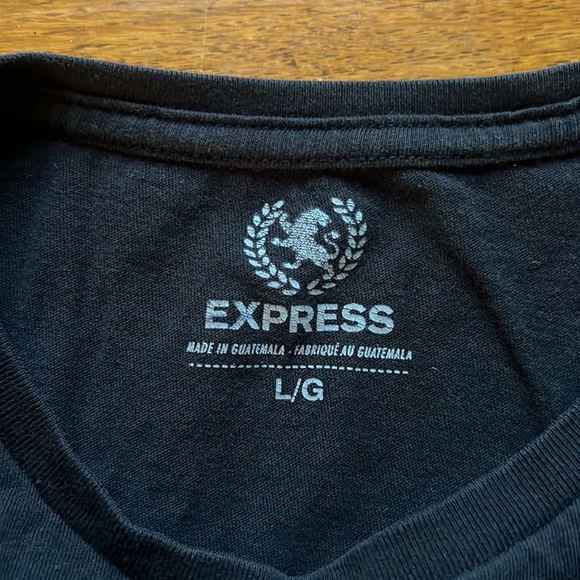 EXPRESS
MADE IN GUATEMALA - FABRIQUÉ AU GUATEMALA
L/G